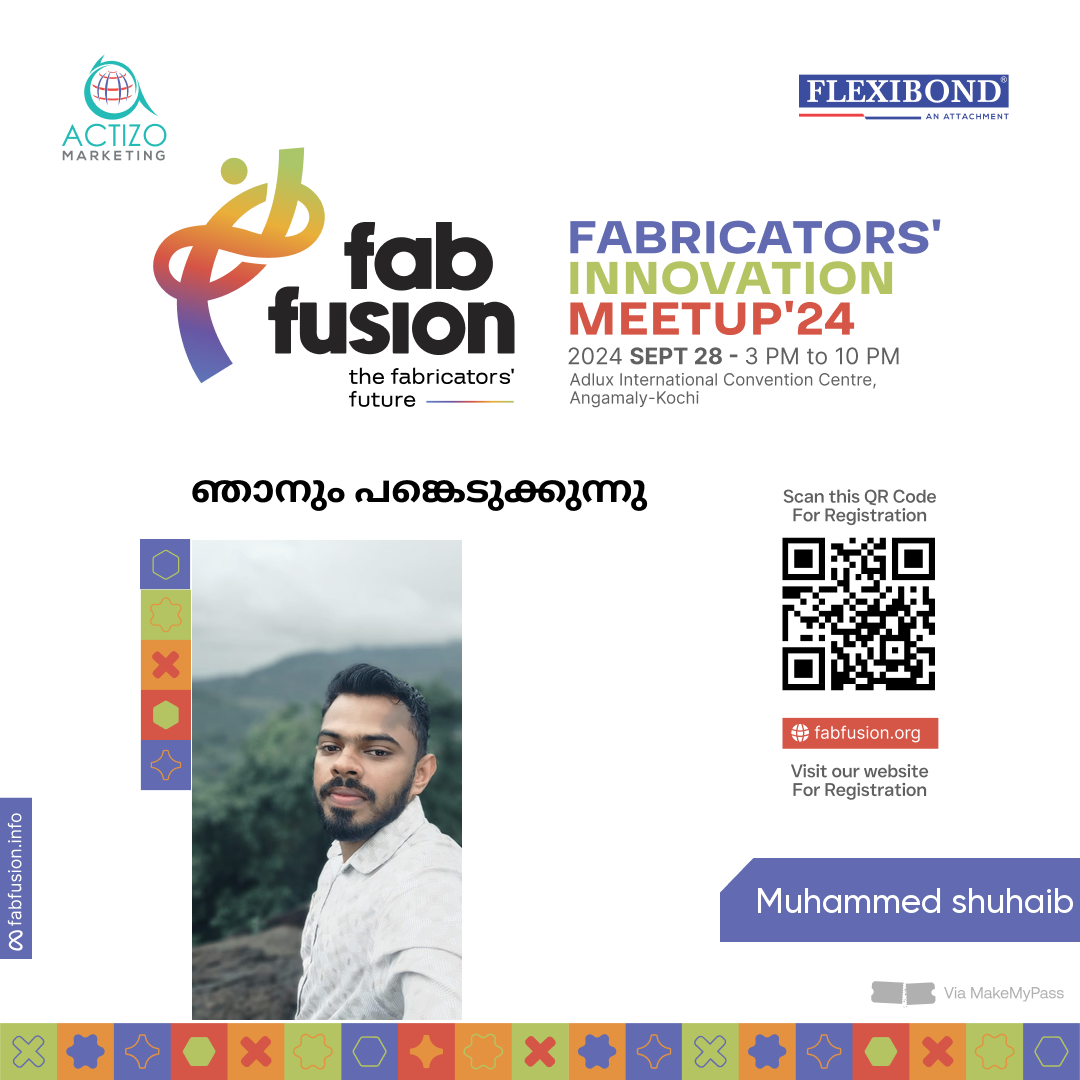 ACTIZO
MARKETING
FLEXIBOND®
AN ATTACHMENT
fab
fusion
the fabricators'
future
FABRICATORS'
INNOVATION
MEETUP'24
2024 SEPT 28 - 3 PM to 10 PM
Adlux International Convention Centre,
Angamaly-Kochi
ഞാനും പങ്കെടുക്കുന്നു
Scan this QR Code
For Registration
fabfusion.org
Visit our website
For Registration
fabfusion.info
Muhammed shuhaib
Via MakeMyPass